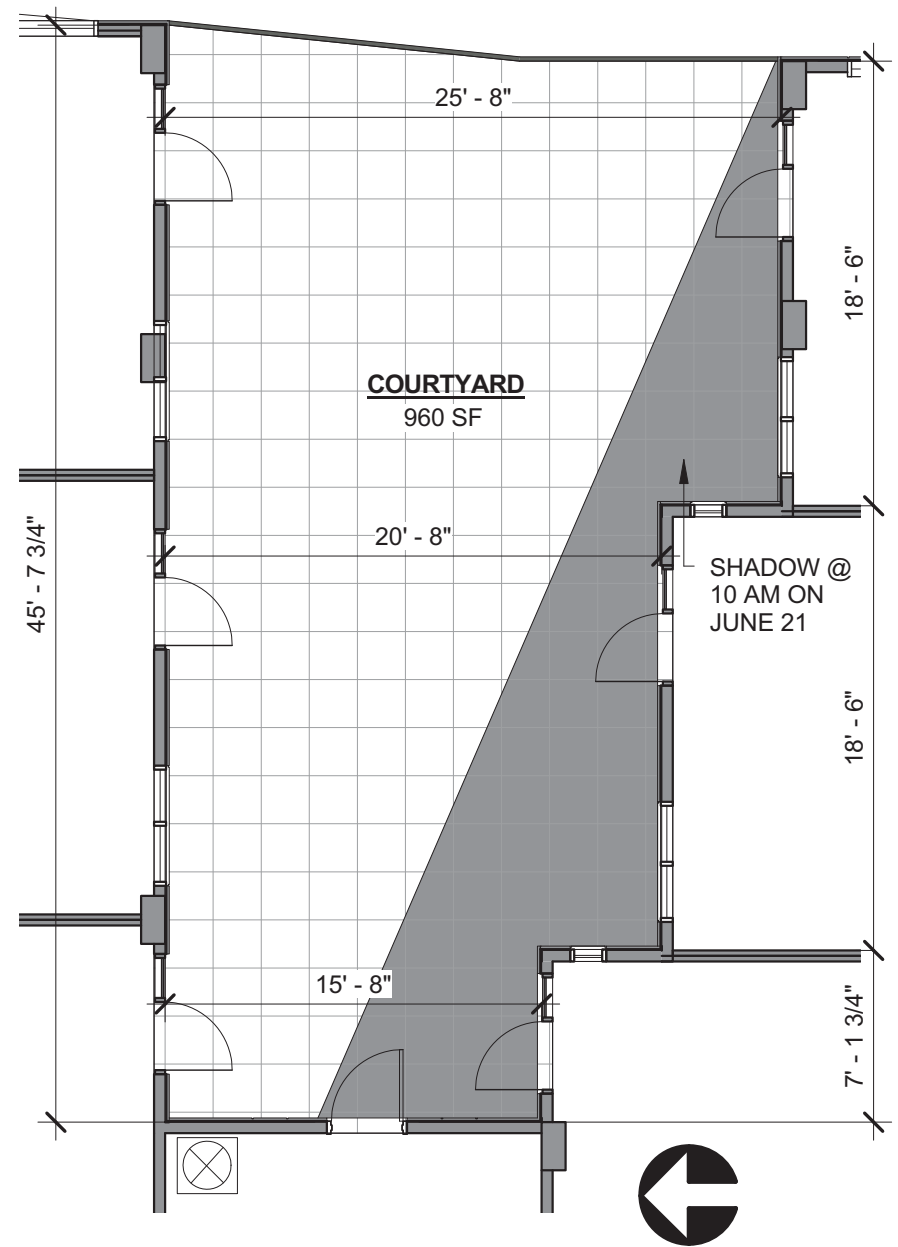 25' - 8"
18' - 6"
COURTYARD
960 SF
45' - 7 3/4"
20' - 8"
SHADOW @
10 AM ON
JUNE 21
18' - 6"
15' - 8"
7' - 1 3/4"